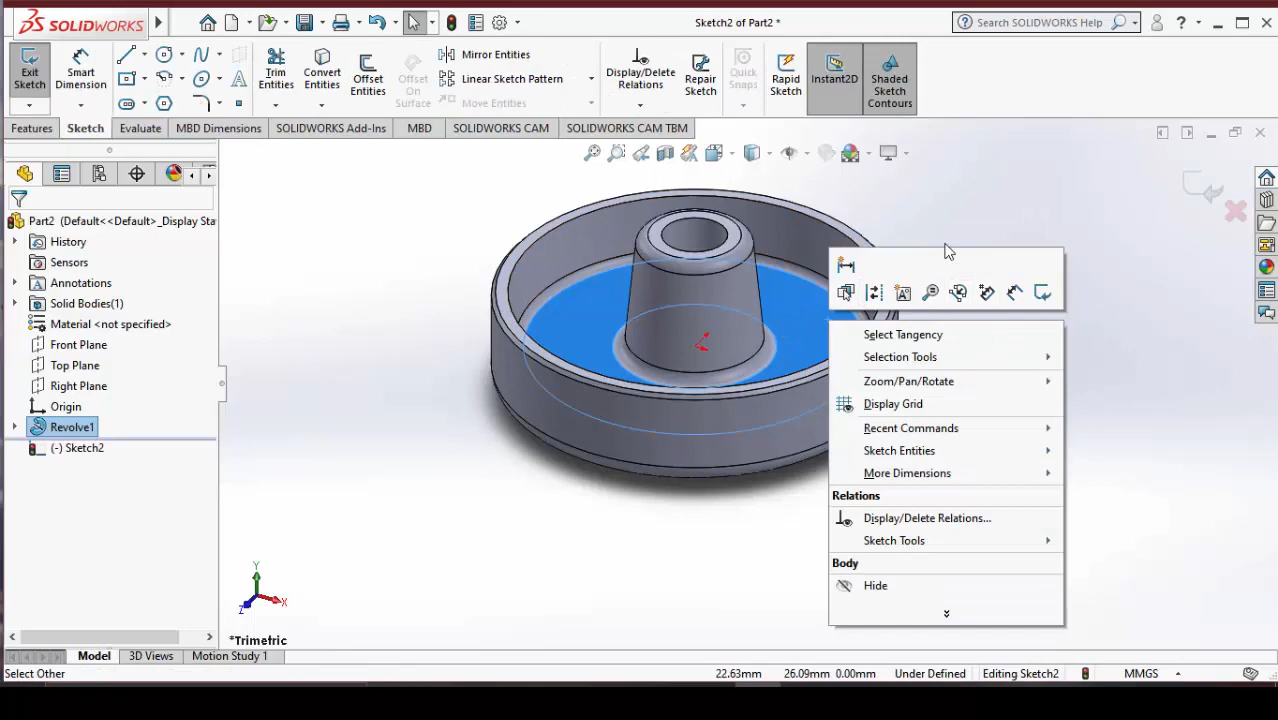 SOLIDWORKS
Sketch2 of Part2 *
Search SOLIDWORKS Help
?
Exit Sketch
Smart Dimension
Trim Entities
Convert Entities
Offset Entities
Offset On Surface
Mirror Entities
Linear Sketch Pattern
Move Entities
Display/Delete Relations
Repair Sketch
Quick Snaps
Rapid Sketch
Instant2D
Shaded Sketch Contours
Features
Sketch
Evaluate
MBD Dimensions
SOLIDWORKS Add-Ins
MBD
SOLIDWORKS CAM
SOLIDWORKS CAM TBM
Part2 (Default<<Default>_Display Sta
History
Sensors
Annotations
Solid Bodies(1)
Material <not specified>
Front Plane
Top Plane
Right Plane
Origin
Revolve1
(-) Sketch2
Select Tangency
Selection Tools
Zoom/Pan/Rotate
Display Grid
Recent Commands
Sketch Entities
More Dimensions
Relations
Display/Delete Relations...
Sketch Tools
Body
Hide
Y
X
Z
*Trimetric
Model
3D Views
Motion Study 1
Select Other
22.63mm
26.09mm 0.00mm
Under Defined
Editing Sketch2
MMGS